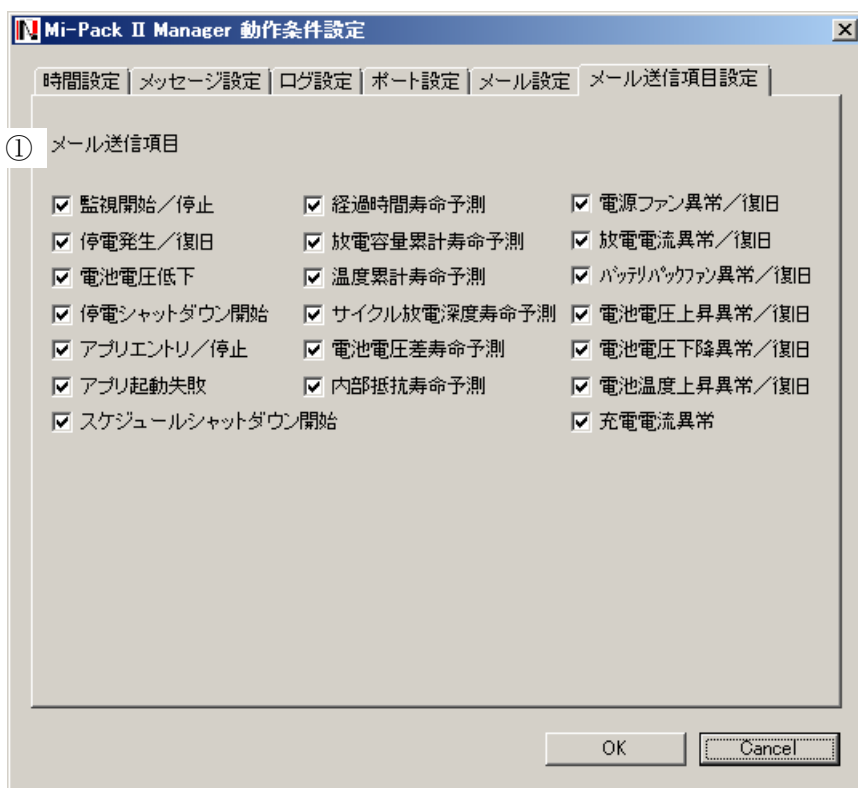 Mi-Pack Ⅱ Manager 動作条件設定
時間設定 メッセージ設定 ログ設定 ポート設定 メール設定 メール送信項目設定
① メール送信項目
監視開始／停止 経過時間寿命予測 電源ファン異常／復旧
停電発生／復旧 放電容量累計寿命予測 放電電流異常／復旧
電池電圧低下 温度累計寿命予測 ﾊﾞｯﾃﾘﾊﾟｯｸﾌｧﾝ異常／復旧
停電シャットダウン開始 サイクル放電深度寿命予測 電池電圧上昇異常／復旧
アプリエントリ／停止 電池電圧差寿命予測 電池電圧下降異常／復旧
アプリ起動失敗 内部抵抗寿命予測 電池温度上昇異常／復旧
スケジュールシャットダウン開始 充電電流異常
OK Cancel